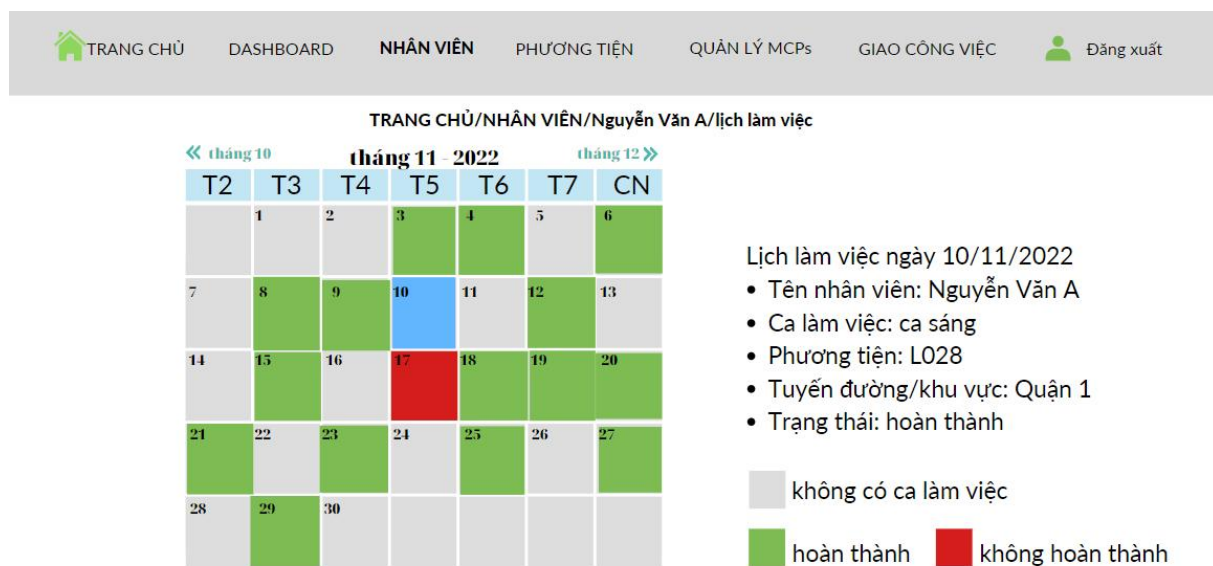 TRANG CHỦ DASHBOARD NHÂN VIÊN PHƯƠNG TIỆN QUẢN LÝ MCPs GIAO CÔNG VIỆC Đăng xuất
TRANG CHỦ/NHÂN VIÊN/Nguyễn Văn A/lịch làm việc
tháng 10 tháng 11 - 2022 tháng 12
T2 T3 T4 T5 T6 T7 CN
1 2 3 4 5 6
7 8 9 10 11 12 13
14 15 16 17 18 19 20
21 22 23 24 25 26 27
28 29 30
Lịch làm việc ngày 10/11/2022
• Tên nhân viên: Nguyễn Văn A
• Ca làm việc: ca sáng
• Phương tiện: L028
• Tuyến đường/khu vực: Quận 1
• Trạng thái: hoàn thành
không có ca làm việc
hoàn thành không hoàn thành